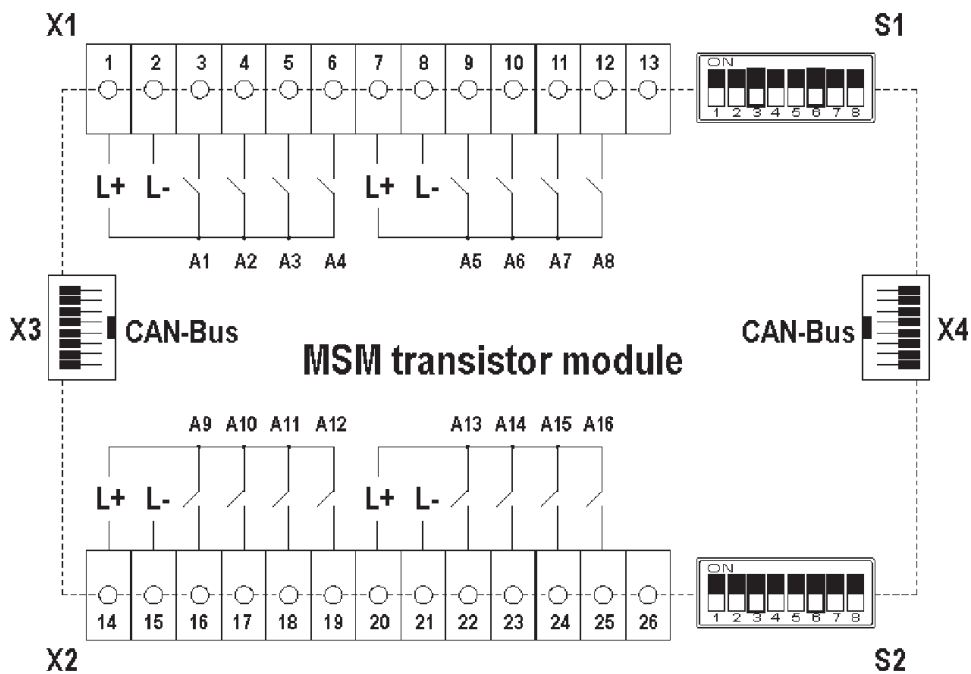 X1 S1
1 2 3 4 5 6 7 8 9 10 11 12 13
ON
1 2 3 4 5 6 7 8
L+ L- L+ L-
A1 A2 A3 A4 A5 A6 A7 A8
X3 CAN-Bus CAN-Bus X4
MSM transistor module
A9 A10 A11 A12 A13 A14 A15 A16
L+ L- L+ L-
ON
1 2 3 4 5 6 7 8
14 15 16 17 18 19 20 21 22 23 24 25 26
X2 S2